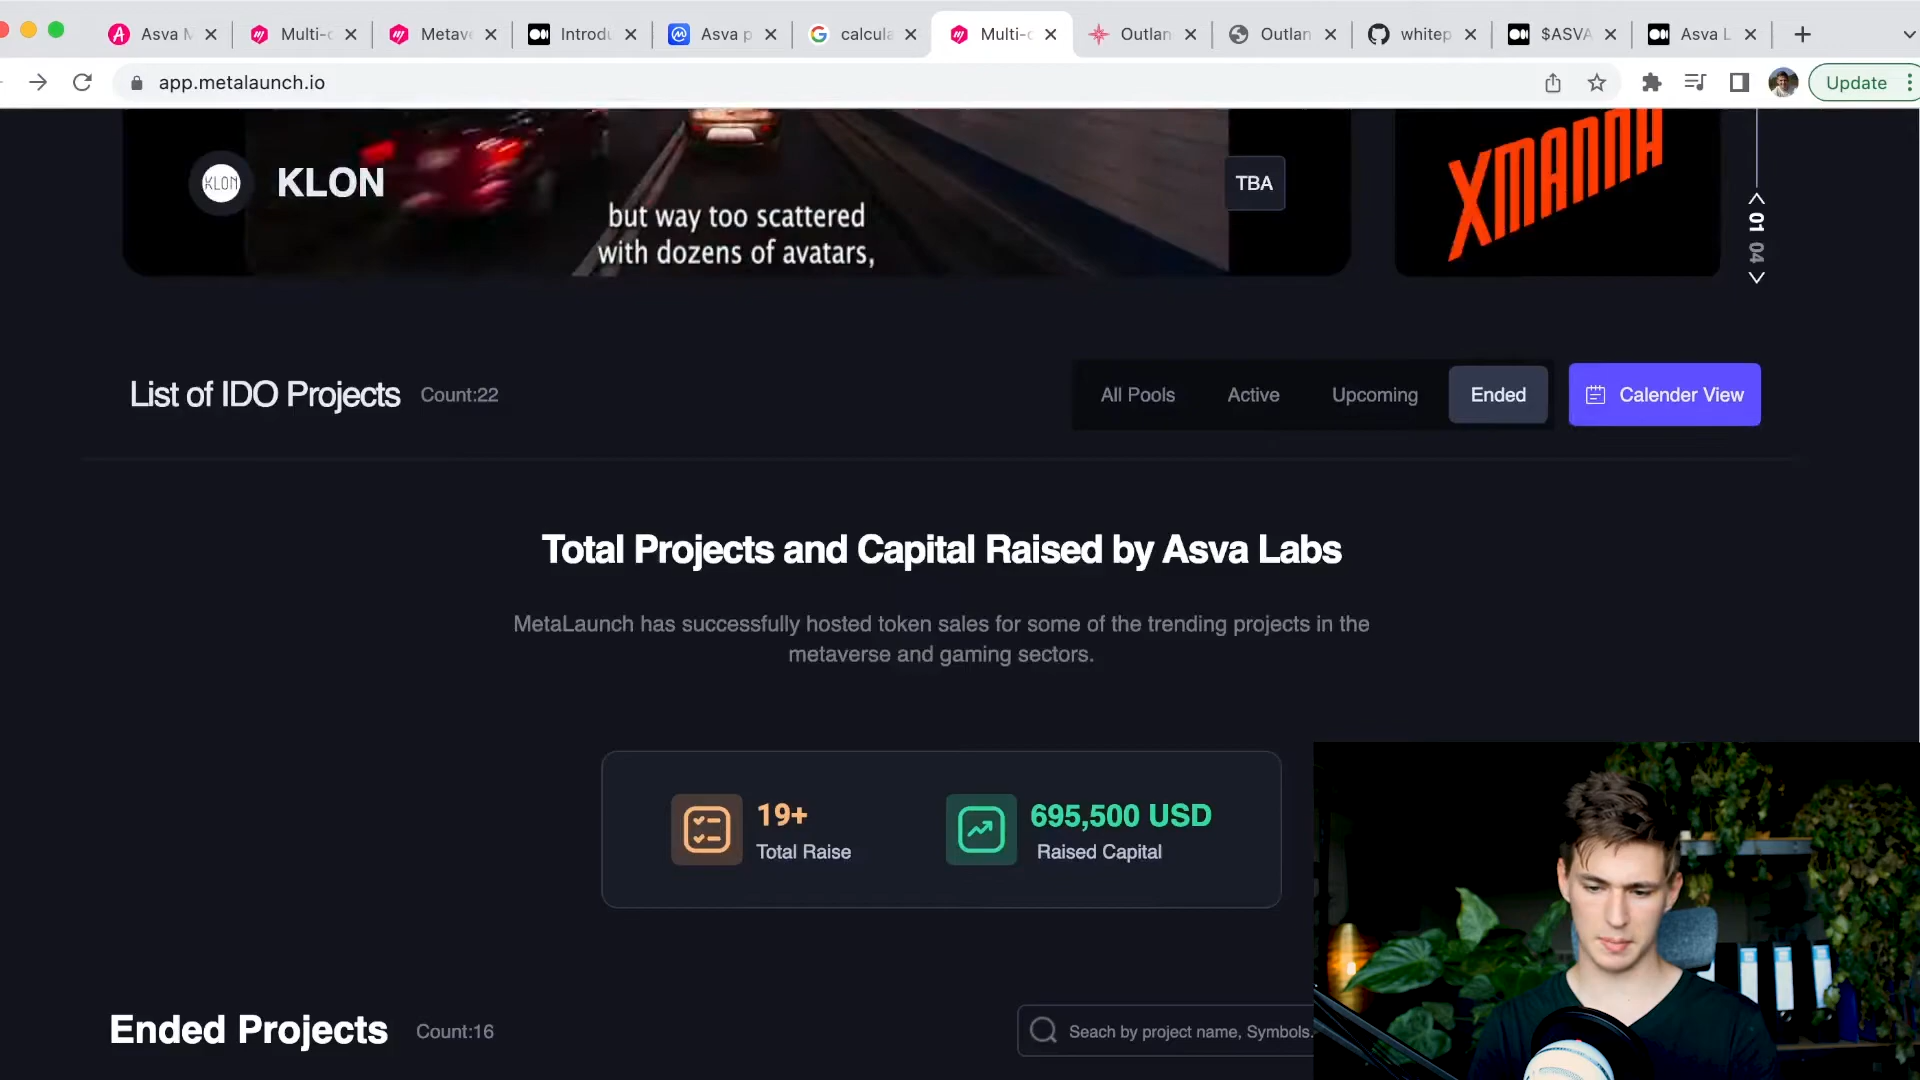 Asva M
Multi-c
Metave
Introdu
Asva p
calcula
Multi-c
Outlan
Outlan
whitep
$ASVA
Asva L
app.metalaunch.io
Update
KLON
KLON
TBA
but way too scattered
with dozens of avatars,
XMANNA
01
04
List of IDO Projects
Count:22
All Pools
Active
Upcoming
Ended
Calender View
Total Projects and Capital Raised by Asva Labs
MetaLaunch has successfully hosted token sales for some of the trending projects in the
metaverse and gaming sectors.
19+
Total Raise
695,500 USD
Raised Capital
Ended Projects
Count:16
Seach by project name, Symbols.